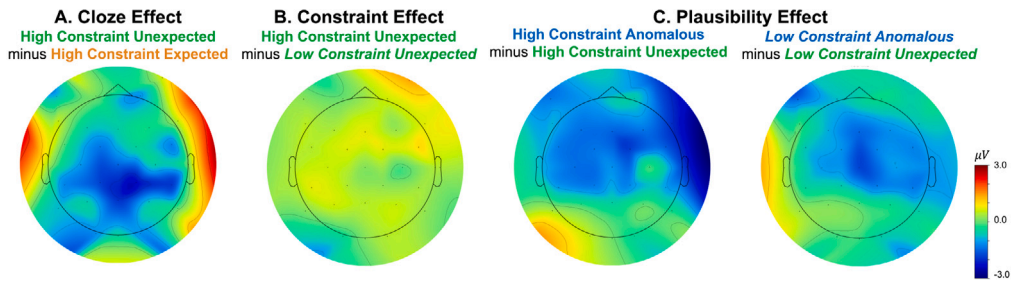 A. Cloze Effect
High Constraint Unexpected
minus High Constraint Expected
B. Constraint Effect
High Constraint Unexpected
minus Low Constraint Unexpected
C. Plausibility Effect
High Constraint Anomalous
minus High Constraint Unexpected
Low Constraint Anomalous
minus Low Constraint Unexpected
μV
3.0
0.0
-3.0